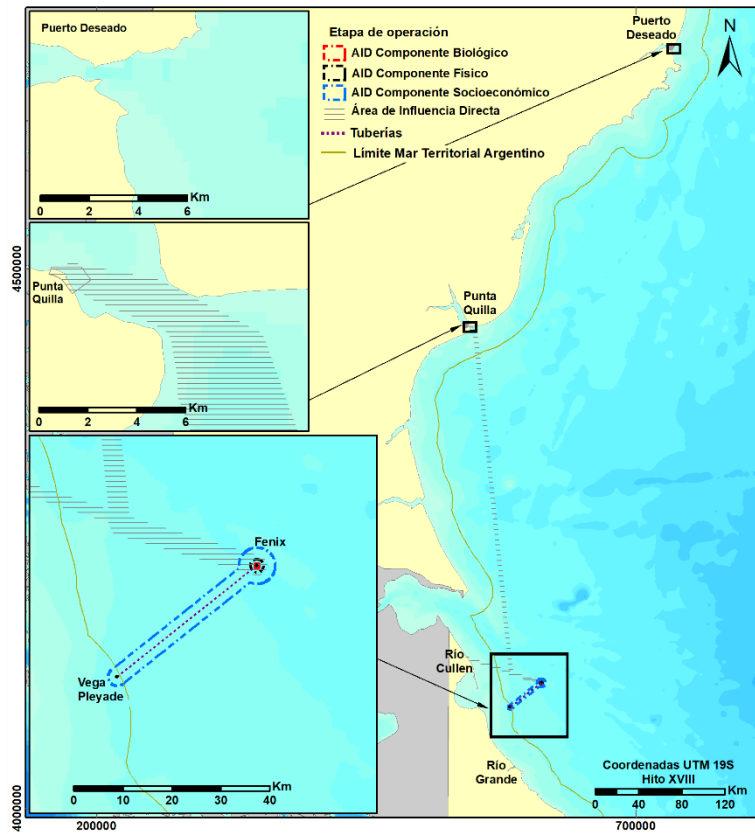 Puerto Deseado
Km
0 2 4 6
Punta
Quilla
Km
0 2 4 6
Fenix
Vega
Pleyade
Km
0 10 20 30 40
Etapa de operación
AID Componente Biológico
AID Componente Físico
AID Componente Socioeconómico
Área de Influencia Directa
Tuberías
Límite Mar Territorial Argentino
Puerto
Deseado
N
Punta
Quilla
Río
Cullen
Río
Grande
Coordenadas UTM 19S
Hito XVIII
Km
0 20 40 80 120
4500000
4000000
200000
700000